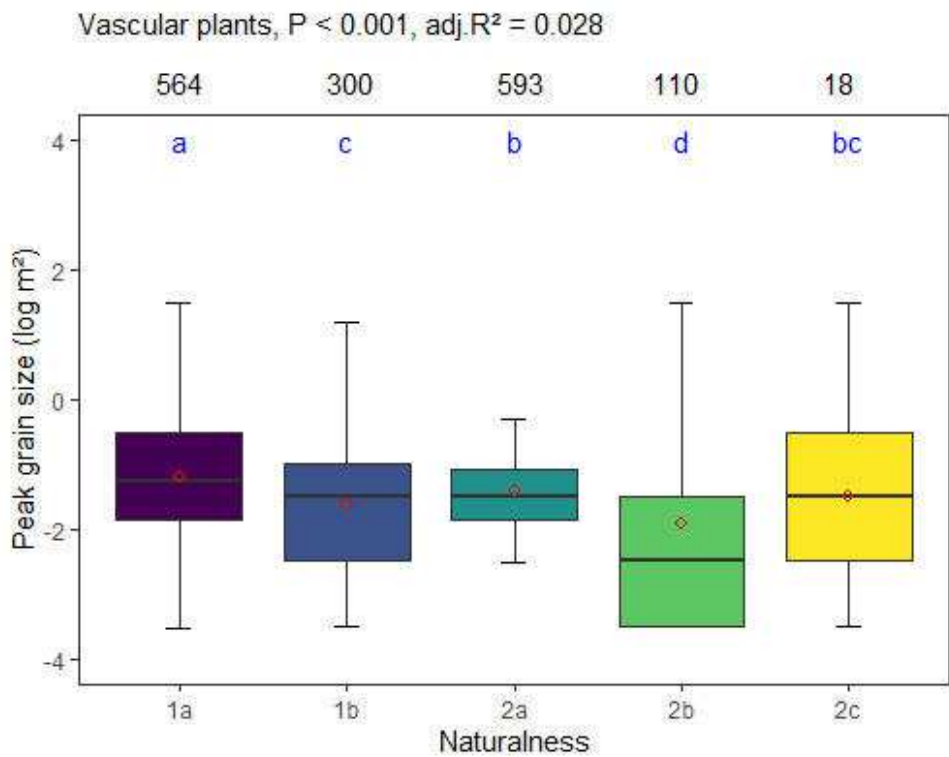 Vascular plants, P < 0.001, adj.R² = 0.028
564 300 593 110 18
a c b d bc
4
2
0
-2
-4
Peak grain size (log m²)
1a 1b 2a 2b 2c
Naturalness